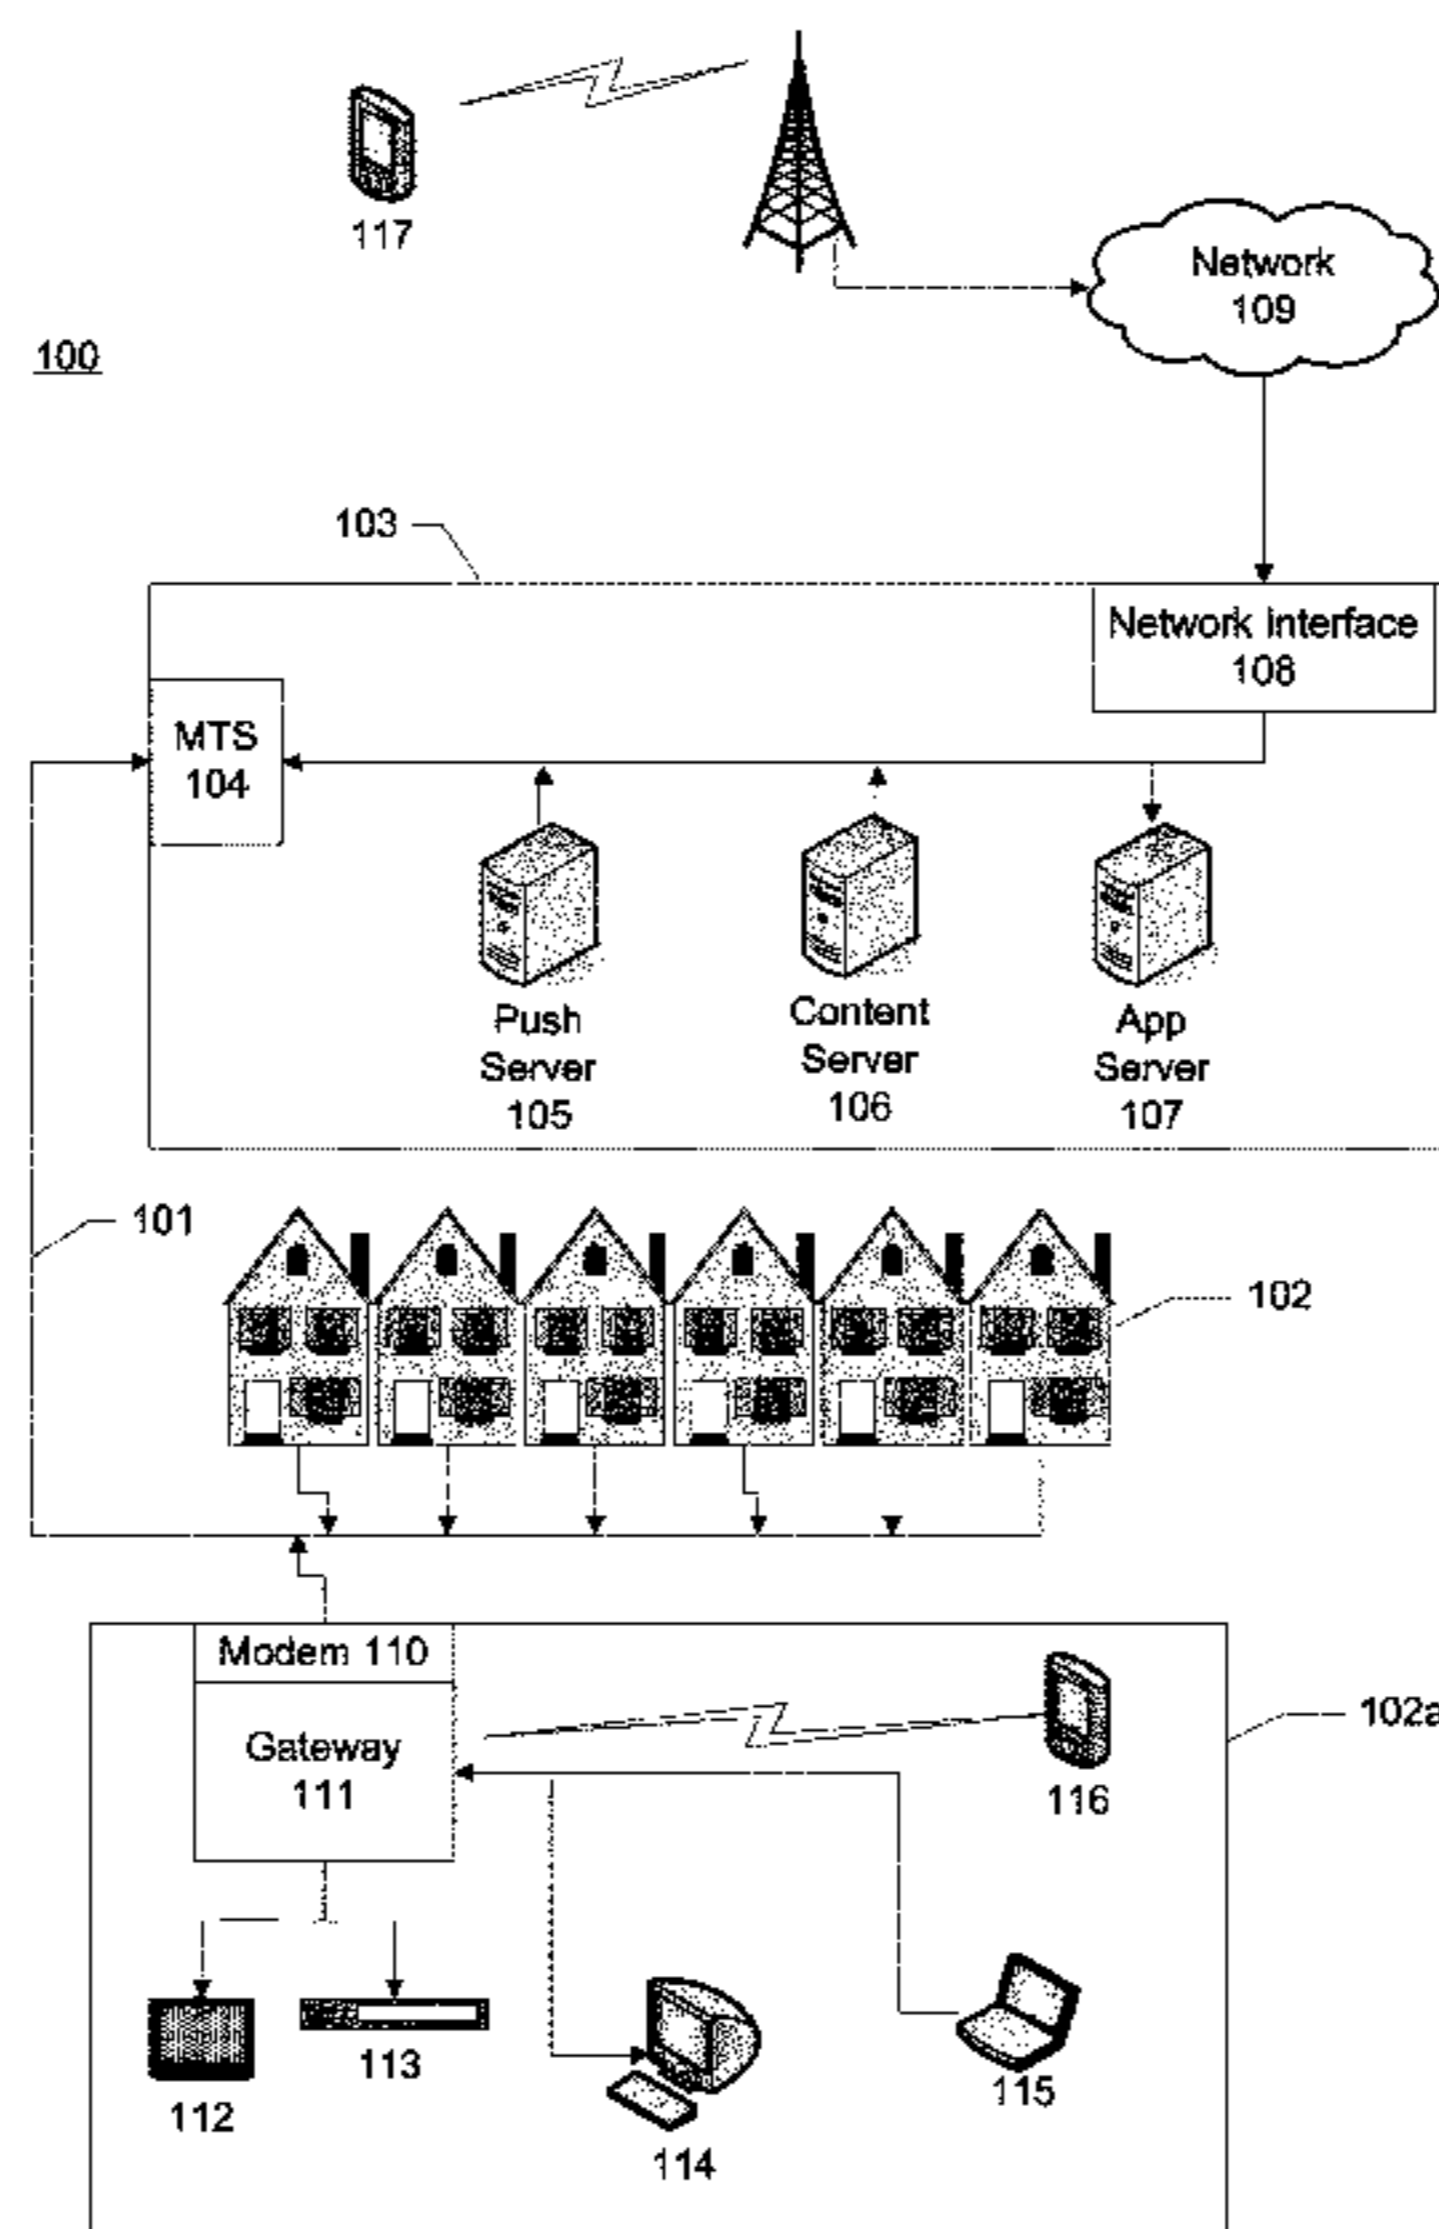 117
Network
109
100
103
Network Interface
108
MTS
104
Push
Server
105
Content
Server
106
App
Server
107
101
102
Modem 110
Gateway
111
102a
116
112
113
114
115